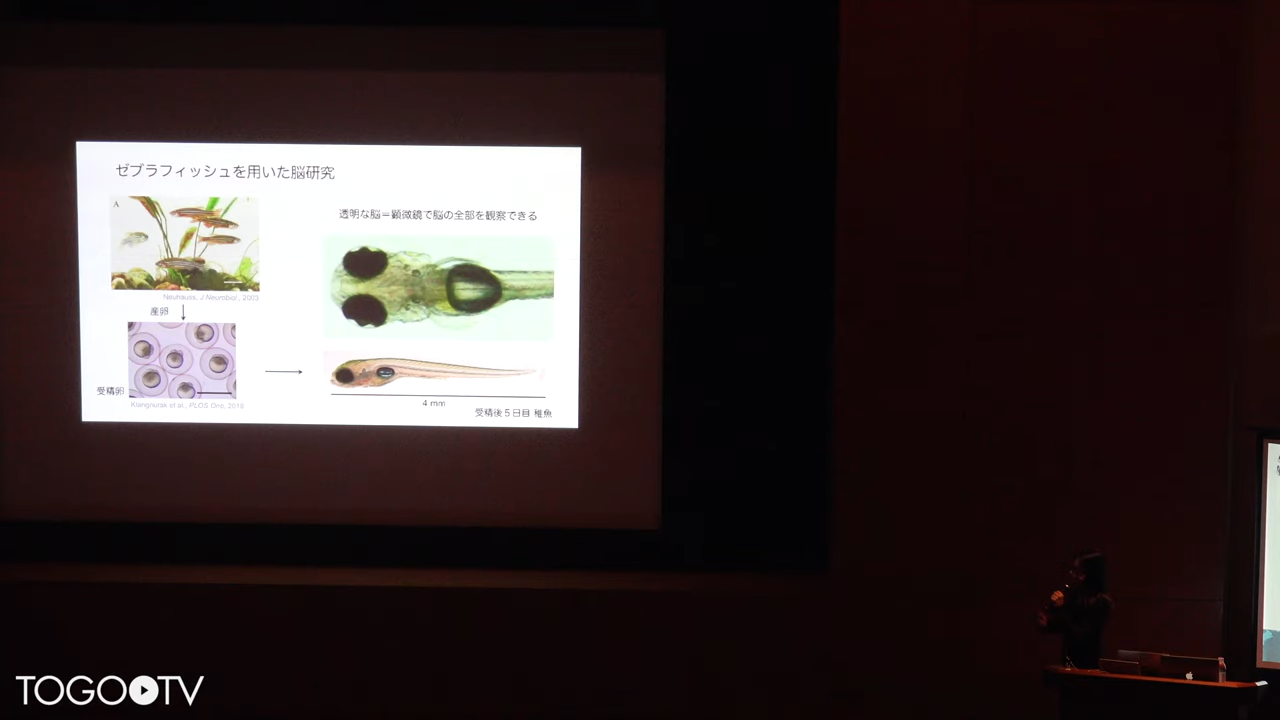 ゼブラフィッシュを用いた脳研究
A
透明な脳＝顕微鏡で脳の全部を観察できる
Neuhauss, J Neurobiol., 2003
産卵
受精卵
Klangnurak et al., PLOS One, 2018
4 mm
受精後５日目 稚魚
TOGOTV